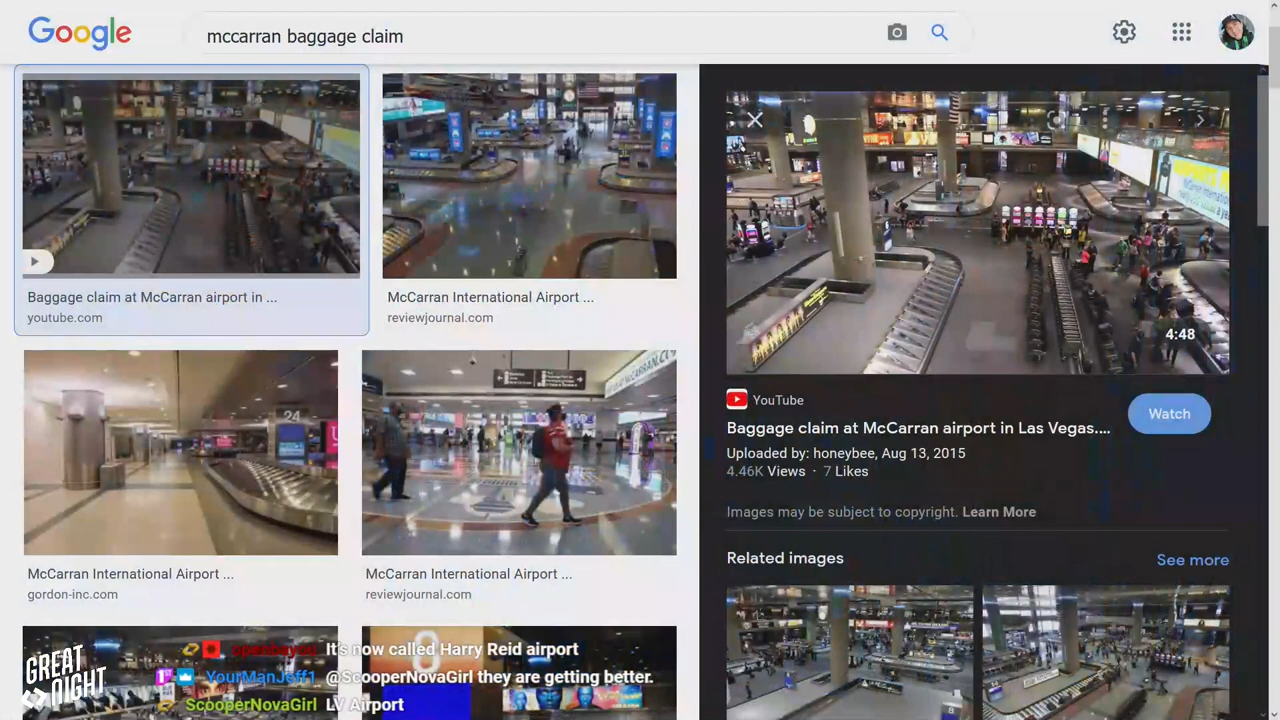 Google
mccarran baggage claim
Baggage claim at McCarran airport in ...
youtube.com
McCarran International Airport ...
reviewjournal.com
24
McCarran International Airport ...
gordon-inc.com
McCarran International Airport ...
reviewjournal.com
4:48
YouTube
Baggage claim at McCarran airport in Las Vegas....
Watch
Uploaded by: honeybee, Aug 13, 2015
4.46K Views · 7 Likes
Images may be subject to copyright. Learn More
Related images
See more
GREAT
NIGHT
openbayou It's now called Harry Reid airport
YourManJeff1 @ScooperNovaGirl they are getting better.
ScooperNovaGirl LV Airport